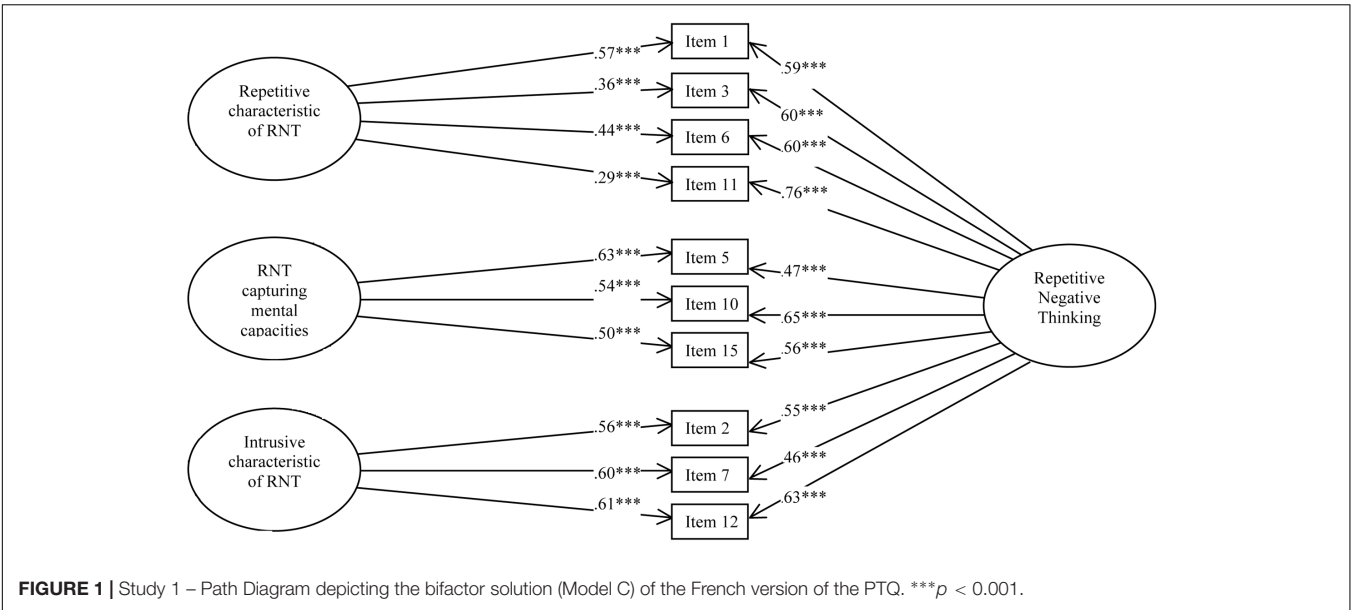 Repetitive
characteristic
of RNT
.57***
.36***
.44***
.29***
Item 1
Item 3
Item 6
Item 11
.59***
60***
.60***
.76***
RNT
capturing
mental
capacities
.63***
.54***
.50***
Item 5
Item 10
Item 15
.47***
.65***
.56***
Repetitive
Negative
Thinking
Intrusive
characteristic
of RNT
.56***
.60***
.61***
Item 2
Item 7
Item 12
.55***
.46***
.63***
FIGURE 1 | Study 1 – Path Diagram depicting the bifactor solution (Model C) of the French version of the PTQ. ***p < 0.001.